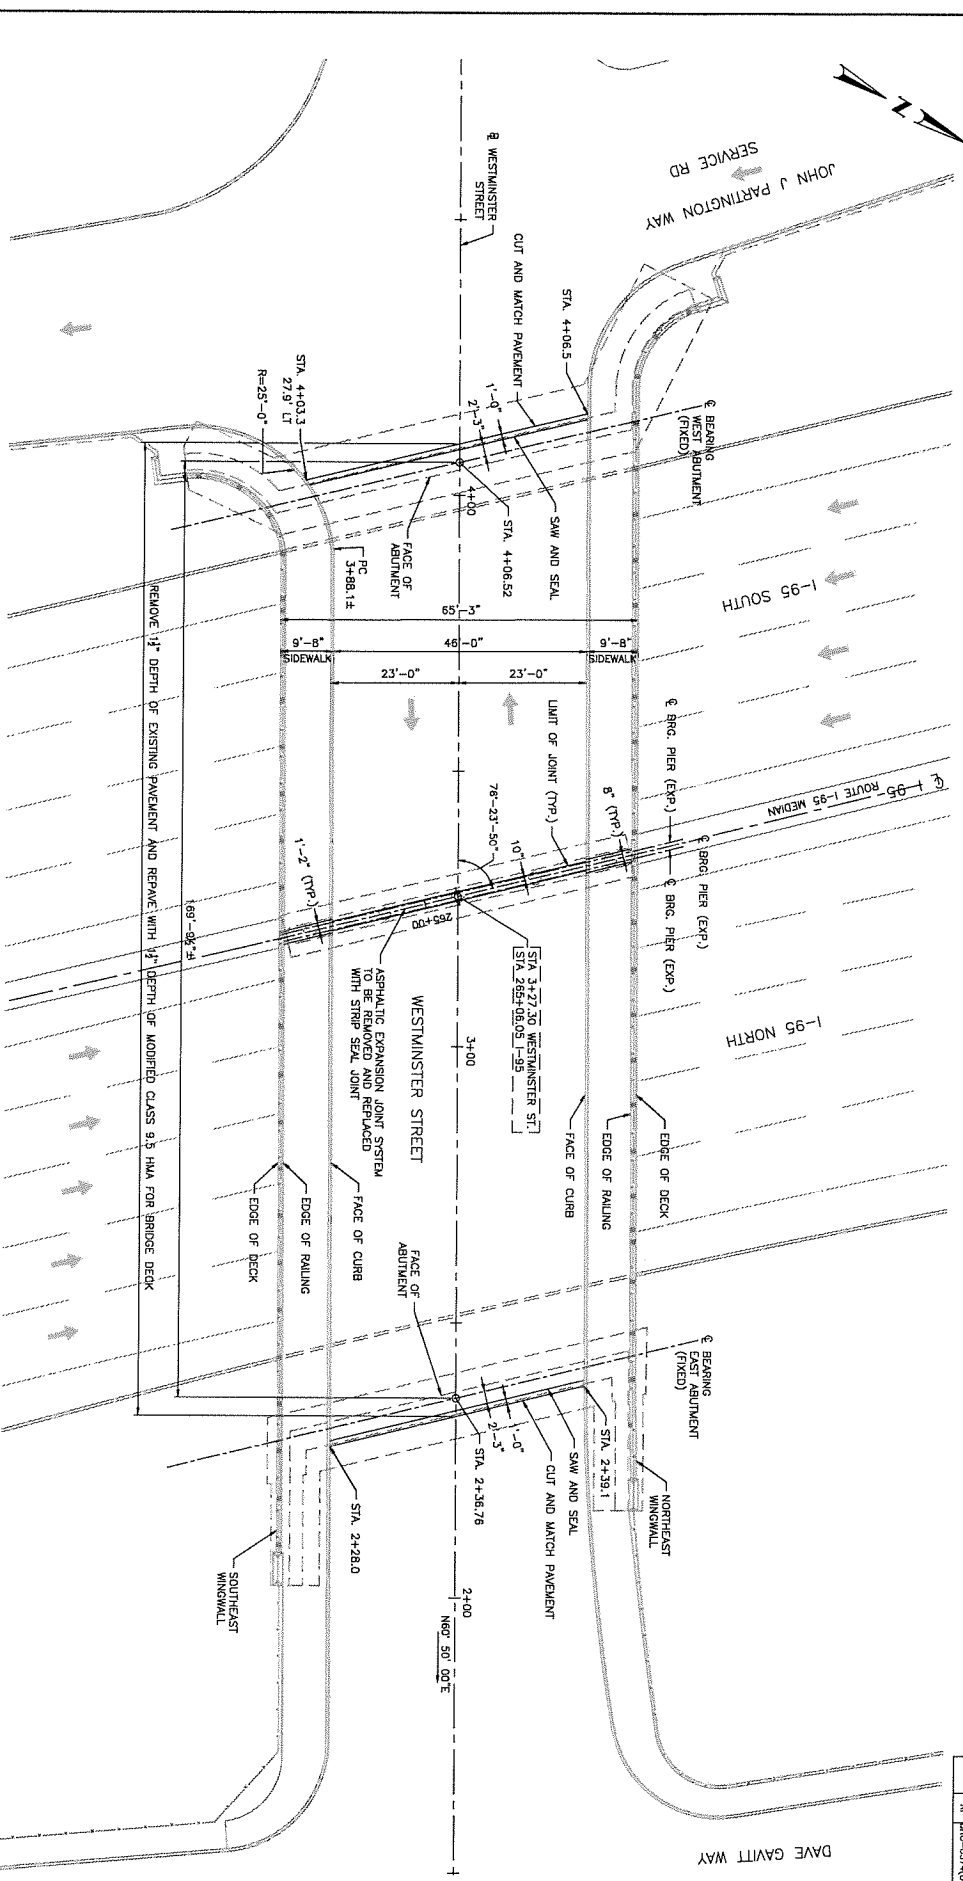 N
JOHN J PARTINGTON WAY
SERVICE RD
℄ WESTMINSTER
STREET
CUT AND MATCH PAVEMENT
STA. 4+06.5
1'-0"
2'-3"
STA. 4+03.3
27.9' LT
R=25'-0"
℄ BEARING
WEST ABUTMENT
(FIXED)
SAW AND SEAL
STA. 4+06.52
4+00
FACE OF
ABUTMENT
PC
3+88.1±
65'-3"
9'-8"
SIDEWALK
46'-0"
9'-8"
SIDEWALK
23'-0"
23'-0"
I-95 SOUTH
LIMIT OF JOINT (TYP.)
8" (TYP.)
℄ BRG. PIER (EXP.)
℄ I-95 ROUTE I-95 MEDIAN
℄ BRG. PIER (EXP.)
℄ BRG. PIER (EXP.)
76°-23'-50"
10"
1'-2" (TYP.)
265+00
STA 3+27.30 WESTMINSTER ST.
STA 265+06.05 I-95
ASPHALTIC EXPANSION JOINT SYSTEM
TO BE REMOVED AND REPLACED
WITH STRIP SEAL JOINT
WESTMINSTER STREET
3+00
I-95 NORTH
169'-9½"±
REMOVE 1½" DEPTH OF EXISTING PAVEMENT AND REPAVE WITH 1½" DEPTH OF MODIFIED CLASS 9.5 HMA FOR BRIDGE DECK
FACE OF CURB
EDGE OF RAILING
EDGE OF DECK
FACE OF CURB
EDGE OF RAILING
EDGE OF DECK
FACE OF
ABUTMENT
℄ BEARING
EAST ABUTMENT
(FIXED)
1'-0"
2'-3"
STA. 2+39.1
SAW AND SEAL
CUT AND MATCH PAVEMENT
STA. 2+36.76
STA. 2+28.0
NORTHEAST
WINGWALL
SOUTHEAST
WINGWALL
2+00
N60° 50' 00"E
DAVE GAVITT WAY